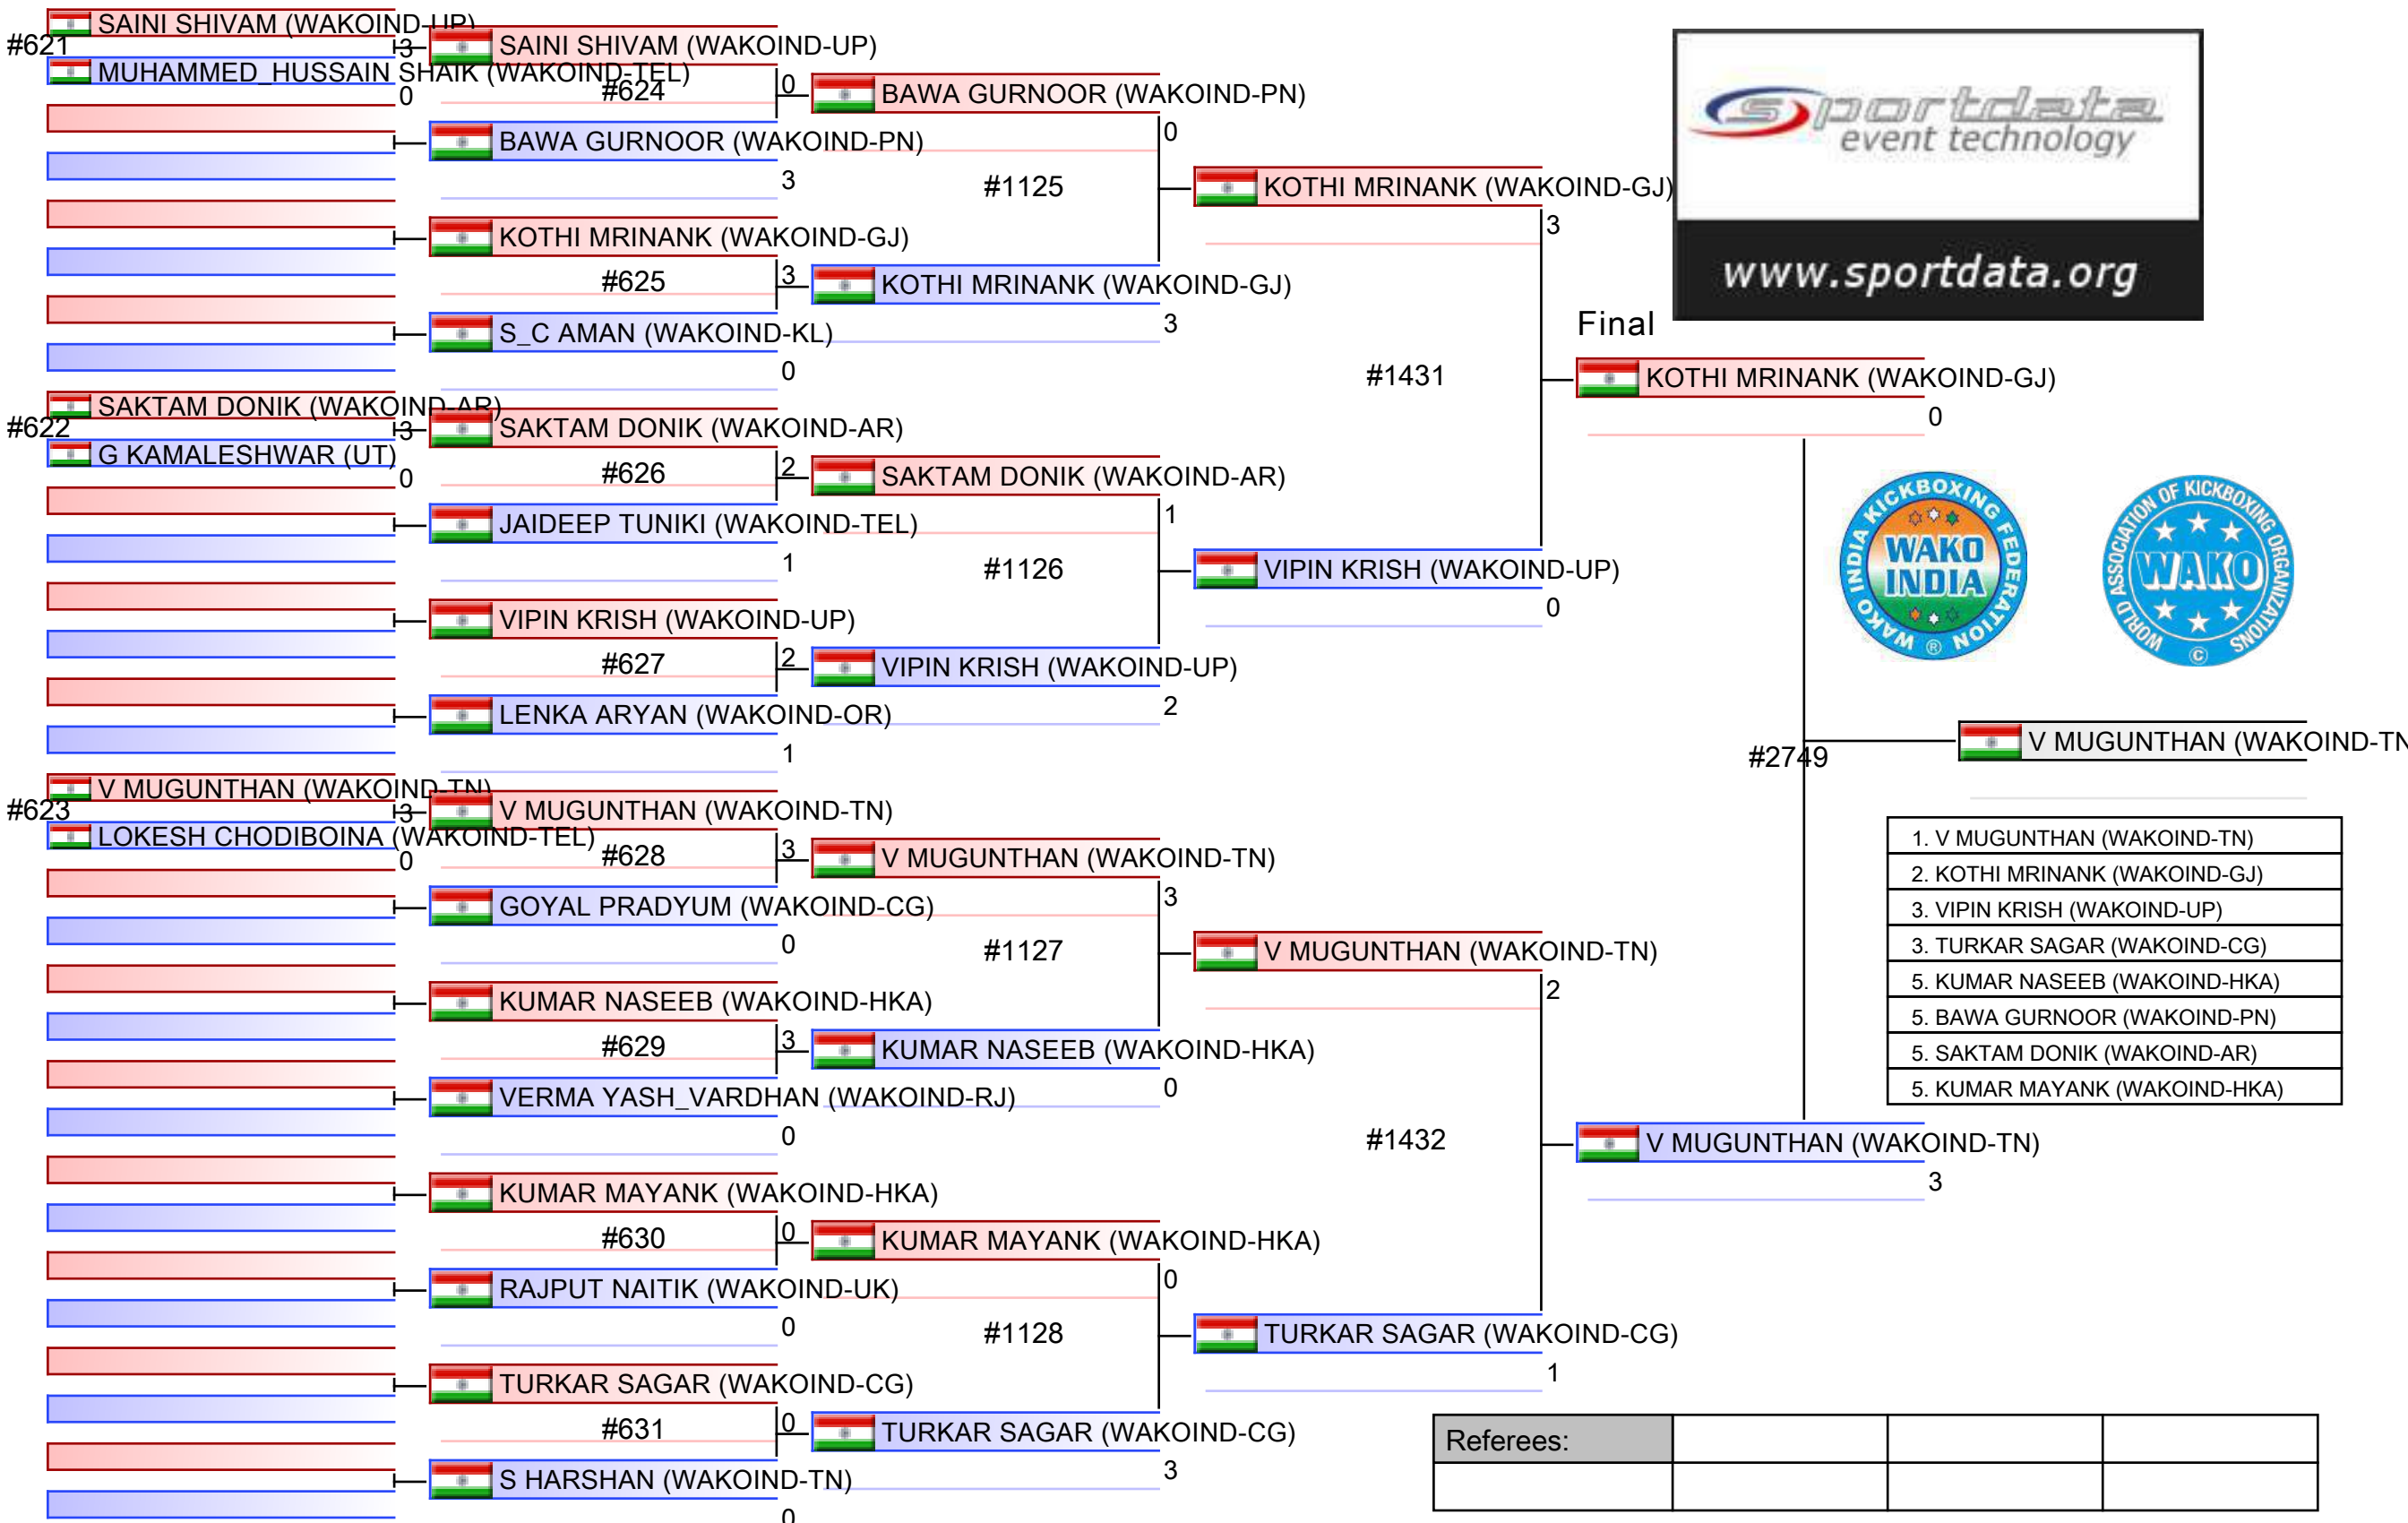 SAINI SHIVAM (WAKOIND-UP)
#621
3
MUHAMMED_HUSSAIN SHAIK (WAKOIND-TEL)
0
SAKTAM DONIK (WAKOIND-AR)
#622
3
G KAMALESHWAR (UT)
0
V MUGUNTHAN (WAKOIND-TN)
#623
3
LOKESH CHODIBOINA (WAKOIND-TEL)
0
SAINI SHIVAM (WAKOIND-UP)
#624
0
BAWA GURNOOR (WAKOIND-PN)
3
KOTHI MRINANK (WAKOIND-GJ)
#625
3
S_C AMAN (WAKOIND-KL)
0
SAKTAM DONIK (WAKOIND-AR)
#626
2
JAIDEEP TUNIKI (WAKOIND-TEL)
1
VIPIN KRISH (WAKOIND-UP)
#627
2
LENKA ARYAN (WAKOIND-OR)
1
V MUGUNTHAN (WAKOIND-TN)
#628
3
GOYAL PRADYUM (WAKOIND-CG)
0
KUMAR NASEEB (WAKOIND-HKA)
#629
3
VERMA YASH_VARDHAN (WAKOIND-RJ)
0
KUMAR MAYANK (WAKOIND-HKA)
#630
0
RAJPUT NAITIK (WAKOIND-UK)
0
TURKAR SAGAR (WAKOIND-CG)
#631
0
S HARSHAN (WAKOIND-TN)
0
BAWA GURNOOR (WAKOIND-PN)
0
#1125
KOTHI MRINANK (WAKOIND-GJ)
3
SAKTAM DONIK (WAKOIND-AR)
1
#1126
VIPIN KRISH (WAKOIND-UP)
2
V MUGUNTHAN (WAKOIND-TN)
3
#1127
KUMAR NASEEB (WAKOIND-HKA)
0
KUMAR MAYANK (WAKOIND-HKA)
0
#1128
TURKAR SAGAR (WAKOIND-CG)
3
KOTHI MRINANK (WAKOIND-GJ)
3
#1431
VIPIN KRISH (WAKOIND-UP)
0
V MUGUNTHAN (WAKOIND-TN)
2
#1432
TURKAR SAGAR (WAKOIND-CG)
1
Final
KOTHI MRINANK (WAKOIND-GJ)
0
#2749
V MUGUNTHAN (WAKOIND-TN)
3
V MUGUNTHAN (WAKOIND-TN
sportdata
event technology
www.sportdata.org
WAKO INDIA KICKBOXING FEDERATION
WAKO
INDIA
®
WORLD ASSOCIATION OF KICKBOXING ORGANIZATIONS
WAKO
©
1. V MUGUNTHAN (WAKOIND-TN)
2. KOTHI MRINANK (WAKOIND-GJ)
3. VIPIN KRISH (WAKOIND-UP)
3. TURKAR SAGAR (WAKOIND-CG)
5. KUMAR NASEEB (WAKOIND-HKA)
5. BAWA GURNOOR (WAKOIND-PN)
5. SAKTAM DONIK (WAKOIND-AR)
5. KUMAR MAYANK (WAKOIND-HKA)
Referees: